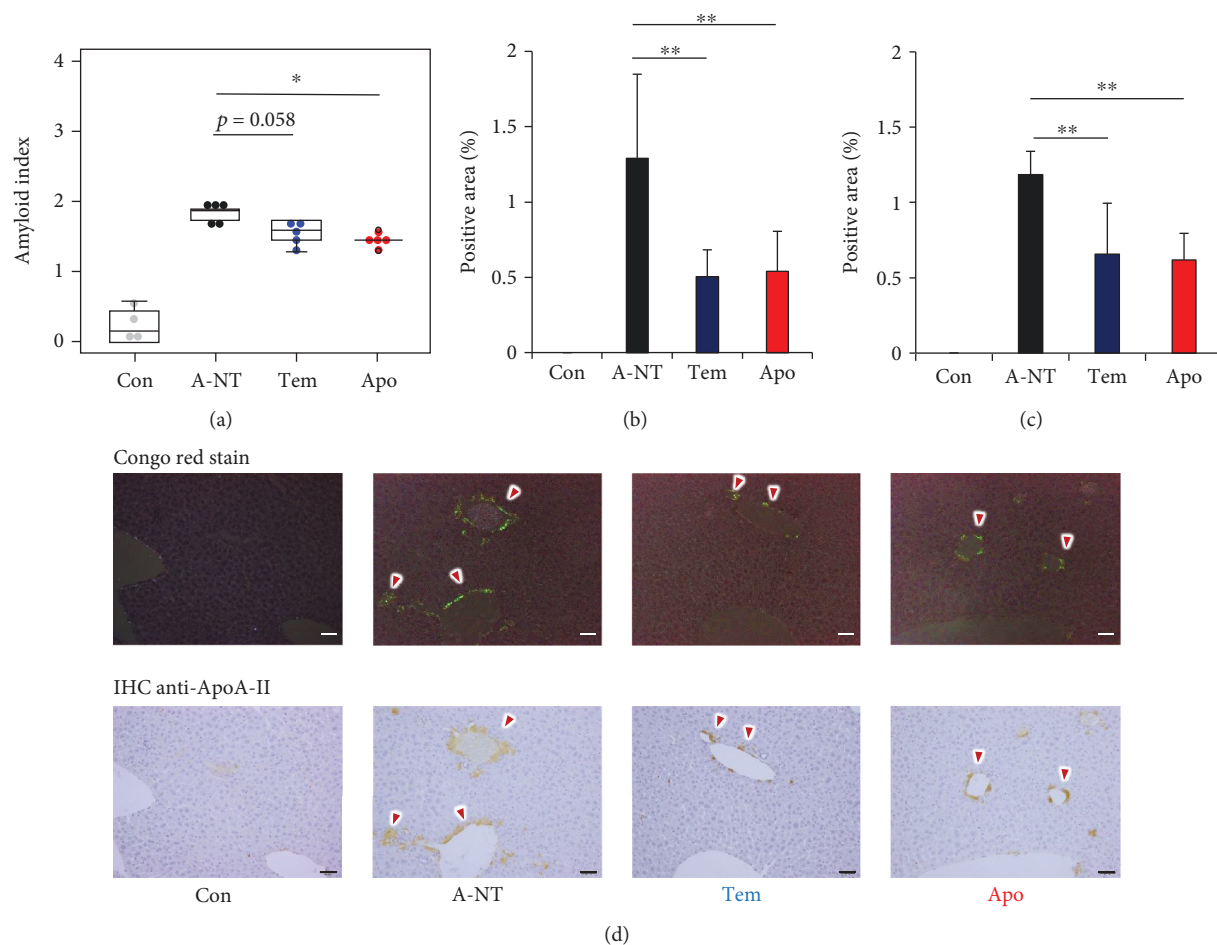 4
3
2
1
0
Amyloid index
*
p = 0.058
Con
A-NT
Tem
Apo
(a)
2
1.5
1
0.5
0
Positive area (%)
**
**
Con
A-NT
Tem
Apo
(b)
2
1.5
1
0.5
0
Positive area (%)
**
**
Con
A-NT
Tem
Apo
(c)
Congo red stain
IHC anti-ApoA-II
Con
A-NT
Tem
Apo
(d)